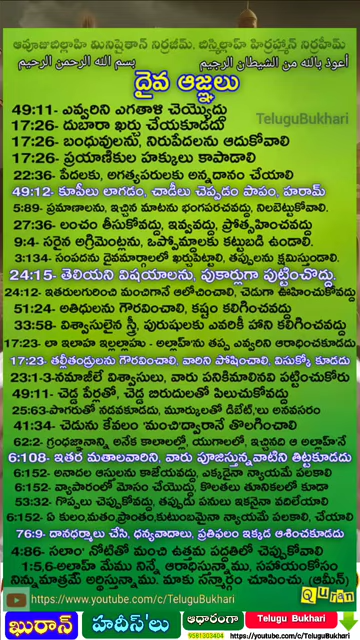 ఆవూజుబిల్లాహి మినిషైతాన్ నిర్రజీమ్, బిస్మిల్లాహ్ హిర్రహ్మాన్ నిర్రహీమ్
بسم الله الرحمن الرحيم أعوذ بالله من الشيطان الرجيم
దైవ ఆజ్ఞలు
TeluguBukhari
49:11- ఎవ్వరిని ఎగతాళి చెయ్యొద్దు
17:26- దుబారా ఖర్చు చేయకూడదు
17:26- బంధువులను, నిరుపేదలను ఆదుకోవాలి
17:26- ప్రయాణికుల హక్కులు కాపాడాలి
22:36- పేదలకు, అగత్యపరులకు అన్నదానం చేయాలి
49:12- కూపీలు లాగడం, చాడీలు చెప్పడం పాపం, హరామ్
5:89- ప్రమాణాలను, ఇచ్చిన మాటను భంగపరచవద్దు, నిలబెట్టుకోవాలి.
27:36- లంచం తీసుకోవద్దు, ఇవ్వవద్దు, ప్రోత్సహించవద్దు
9:4- సరైన అగ్రిమెంట్లను, ఒప్పోద్దాలకు కట్టుబడి ఉండాలి.
3:134- సంపదను దైవమార్గాలలో ఖర్చుపెట్టాలి, తప్పులను క్షమిస్తుండాలి.
24:15- తెలియని విషయాలను, పుకార్లుగా పుట్టించొద్దు
24:12- ఇతరులగురించి మంచిగానే ఆలోచించాలి, చెడుగా ఊహించుకోవద్దు
51:24- అతిథులను గౌరవించాలి, కష్టం కలిగించవద్దు
33:58- విశ్వాసులైన స్త్రీ, పురుషులకు ఎవరికీ హాని కలిగించవద్దు
17:23- లా ఇలాహ ఇల్లల్లాహు - అల్లాహ్'ను తప్ప ఎవ్వరిని ఆరాధించకూడదు
17:23- తల్లితండ్రులను గౌరవించాలి, వారిని పోషించాలి, విసుక్కో కూడదు
23:1-3-నమాజ్‌లే విశ్వాసులు, వారు పనికిమాలినవి పట్టించుకోరు
49:11- చెడ్డ పేర్లతో, చెడ్డ బిరుదులతో పిలుచుకోవద్దు
25:63-పొగరుతో నడవకూడదు, మూర్ఖులతో డిబేట్,'లు అనవసరం
41:34- చెడును కేవలం 'మంచి'ద్వారానే తొలగించాలి
62:2- గ్రంధజ్ఞానాన్ని అనేక కాలాలల్లో, యుగాలలో, ఇచ్చినది ఆ అల్లాహ్'నే
6:108- ఇతర మతాలవారిని, వారు పూజిస్తున్నవాటిని తిట్టకూడదు
6:152- అనాదల ఆసులను కాజేయవద్దు, ఎక్కడైనా న్యాయమే పలకాలి
6:152- వ్యాపారంలో మోసం చేయొద్దు, కొలతలు తూనికలలో కూడా
53:32- గొప్పలు చెప్పుకోవద్దు, తప్పుడు పనులు ఇకనైనా వదిలేయాలి
6:152- ఏ కులం,మతం,ప్రాంతం,కుటుంబమైనా న్యాయమే పలకాలి, చేయాలి
76:9- దానధర్మాలు చేసి, ధన్యవాదాలు, ప్రతిఫలం ఇక్కడ ఆశించకూడదు
4:86- సలాం' నోటితో మంచి ఉత్తమ పద్దతిలో చెప్పుకోవాలి
1:5,6-అల్లాహ్ మేము నిన్నే ఆరాధిస్తున్నాము, సహాయంకోసం
నిన్నుమాత్రమే అర్థిస్తున్నాము. మాకు సన్మార్గం చూపించు, (ఆమీన్)
https://www.youtube.com/c/TeluguBukhari
Quran
ఖురాన్
హదీస్'లు
ఆధారంగా
Telugu Bukhari
9581303404
https://www.youtube.com/c/TeluguBukhari